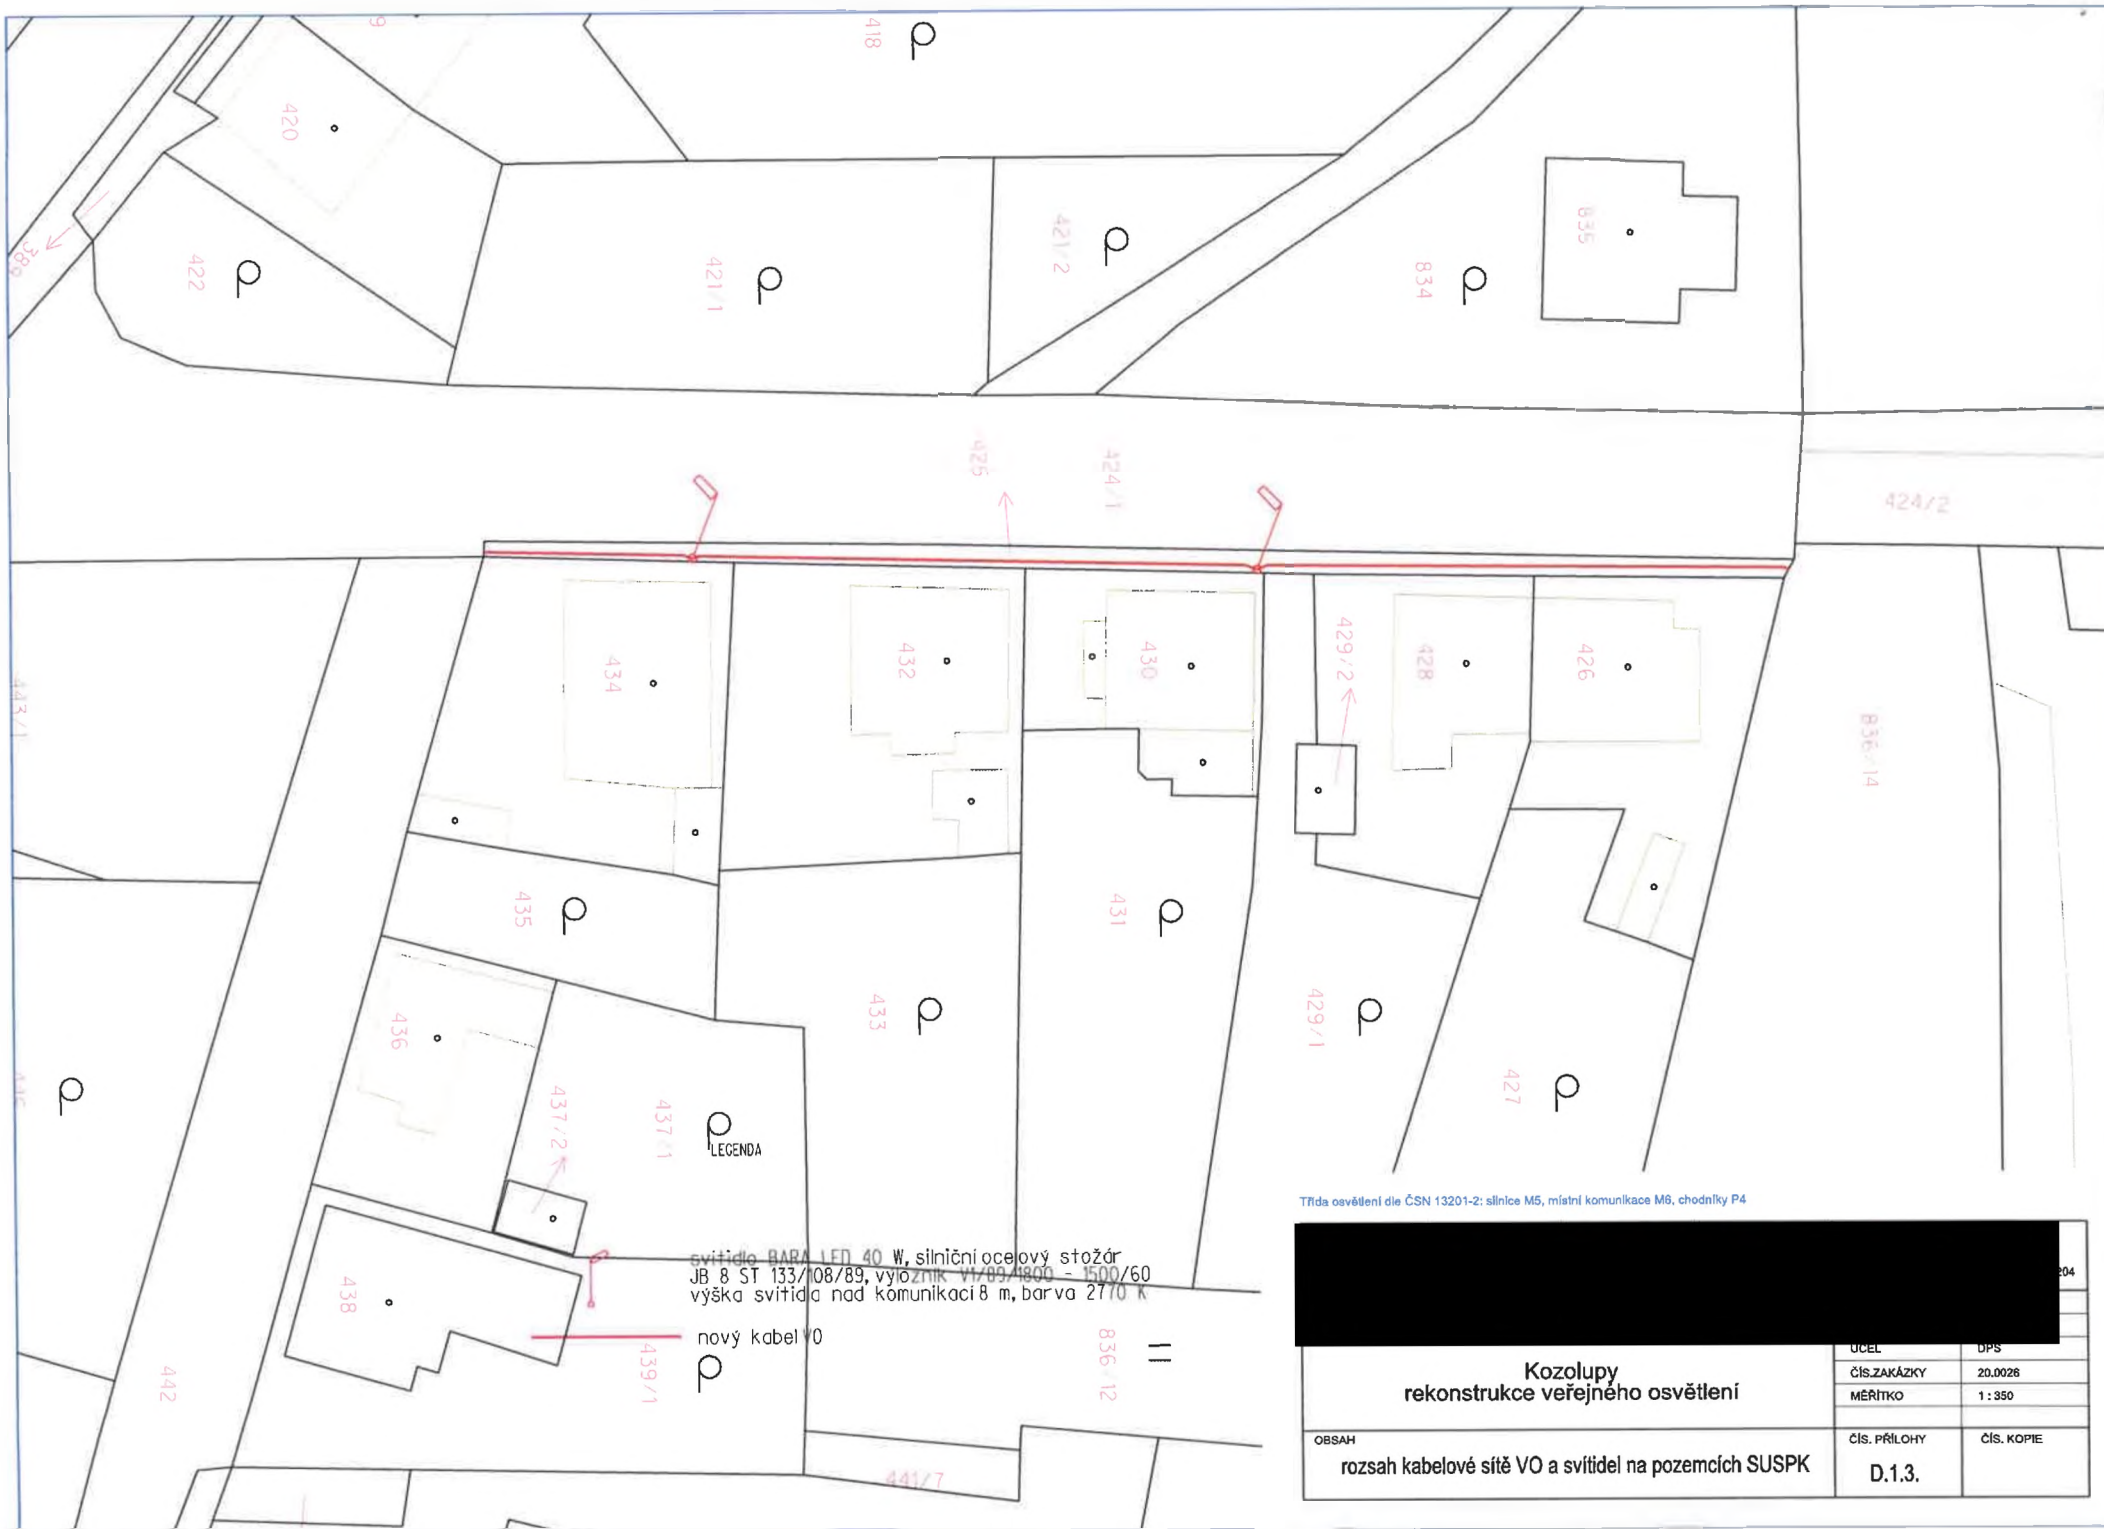 418
420
422
421/1
421/2
834
835
389
425
424/1
424/2
434
432
430
429/2
428
426
836/14
443/1
435
431
433
436
429/1
427
437/2
437/1
LEGENDA
438
442
439/1
836/12
441/7
svítidlo BARA LED 40 W, silniční ocelový stožár
JB 8 ST 133/108/89, výložník V1/89/1800 - 1500/60
výška svítidla nad komunikací 8 m, barva 2770 K
nový kabel VO
Třída osvětlení dle ČSN 13201-2: silnice M5, místní komunikace M6, chodníky P4
204
ÚČEL DPS
Kozolupy
rekonstrukce veřejného osvětlení
ČÍS.ZAKÁZKY 20.0026
MĚŘÍTKO 1 : 350
OBSAH
rozsah kabelové sítě VO a svítidel na pozemcích SUSPK
ČÍS. PŘÍLOHY
D.1.3.
ČÍS. KOPIE